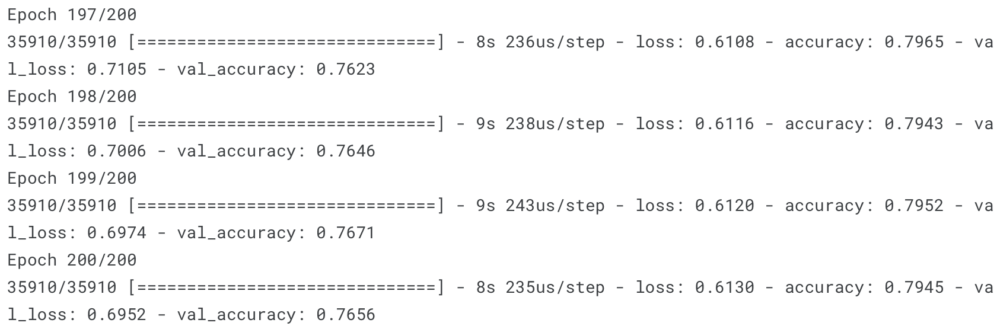 Epoch 197/200
35910/35910 [==============================] - 8s 236us/step - loss: 0.6108 - accuracy: 0.7965 - va
l_loss: 0.7105 - val_accuracy: 0.7623
Epoch 198/200
35910/35910 [==============================] - 9s 238us/step - loss: 0.6116 - accuracy: 0.7943 - va
l_loss: 0.7006 - val_accuracy: 0.7646
Epoch 199/200
35910/35910 [==============================] - 9s 243us/step - loss: 0.6120 - accuracy: 0.7952 - va
l_loss: 0.6974 - val_accuracy: 0.7671
Epoch 200/200
35910/35910 [==============================] - 8s 235us/step - loss: 0.6130 - accuracy: 0.7945 - va
l_loss: 0.6952 - val_accuracy: 0.7656